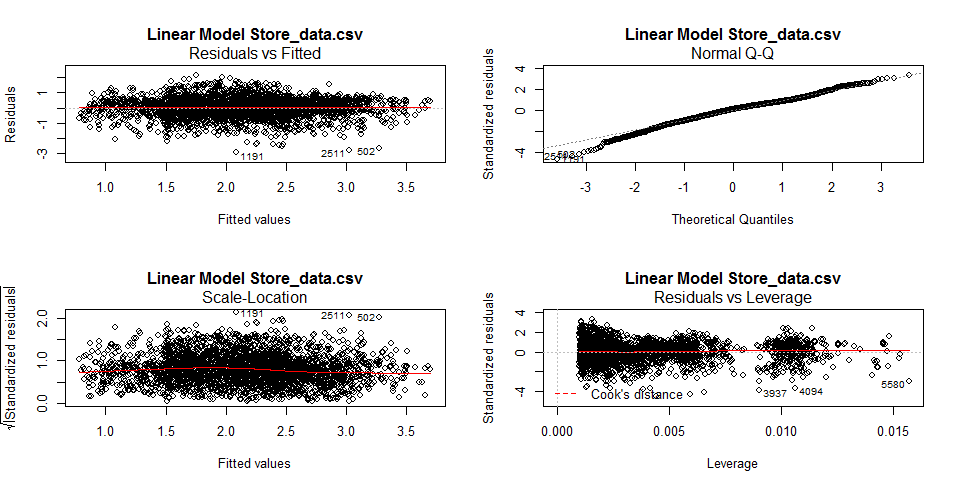 Linear Model Store_data.csv
Residuals vs Fitted
Residuals
1
-1
-3
1191
2511
502
1.0 1.5 2.0 2.5 3.0 3.5
Fitted values
Linear Model Store_data.csv
Normal Q-Q
Standardized residuals
4
2
0
-4
1191
-3 -2 -1 0 1 2 3
Theoretical Quantiles
Linear Model Store_data.csv
Scale-Location
√|Standardized residuals|
2.0
1.0
0.0
1191
2511
502
1.0 1.5 2.0 2.5 3.0 3.5
Fitted values
Linear Model Store_data.csv
Residuals vs Leverage
Standardized residuals
4
2
0
-4
Cook's distance
3937
4094
5580
0.000 0.005 0.010 0.015
Leverage